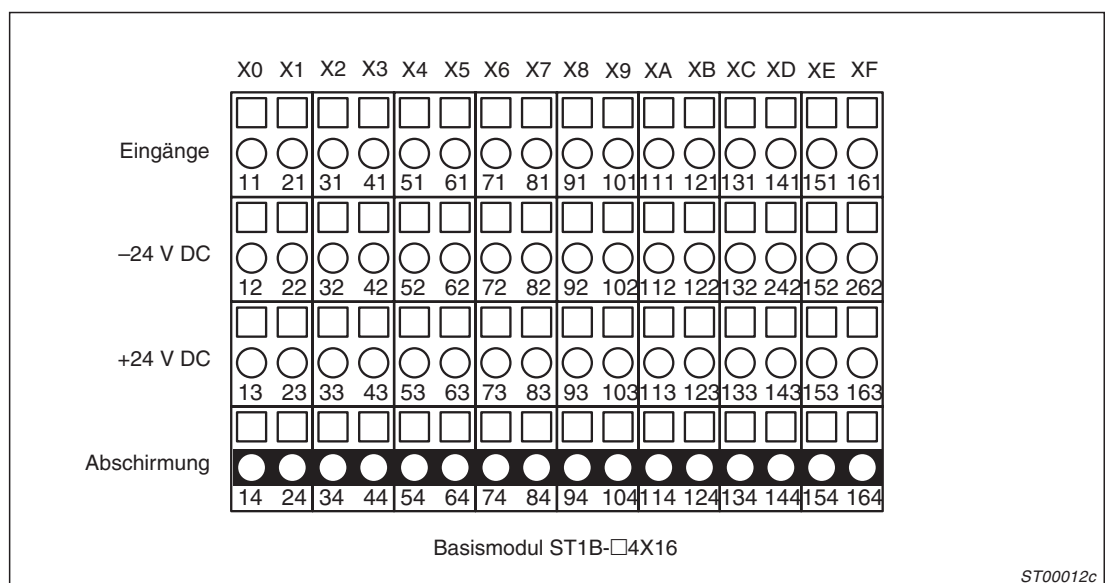 X0 X1 X2 X3 X4 X5 X6 X7 X8 X9 XA XB XC XD XE XF
Eingänge
11 21 31 41 51 61 71 81 91 101 111 121 131 141 151 161
–24 V DC
12 22 32 42 52 62 72 82 92 102 112 122 132 242 152 262
+24 V DC
13 23 33 43 53 63 73 83 93 103 113 123 133 143 153 163
Abschirmung
14 24 34 44 54 64 74 84 94 104 114 124 134 144 154 164
Basismodul ST1B-□4X16
ST00012c